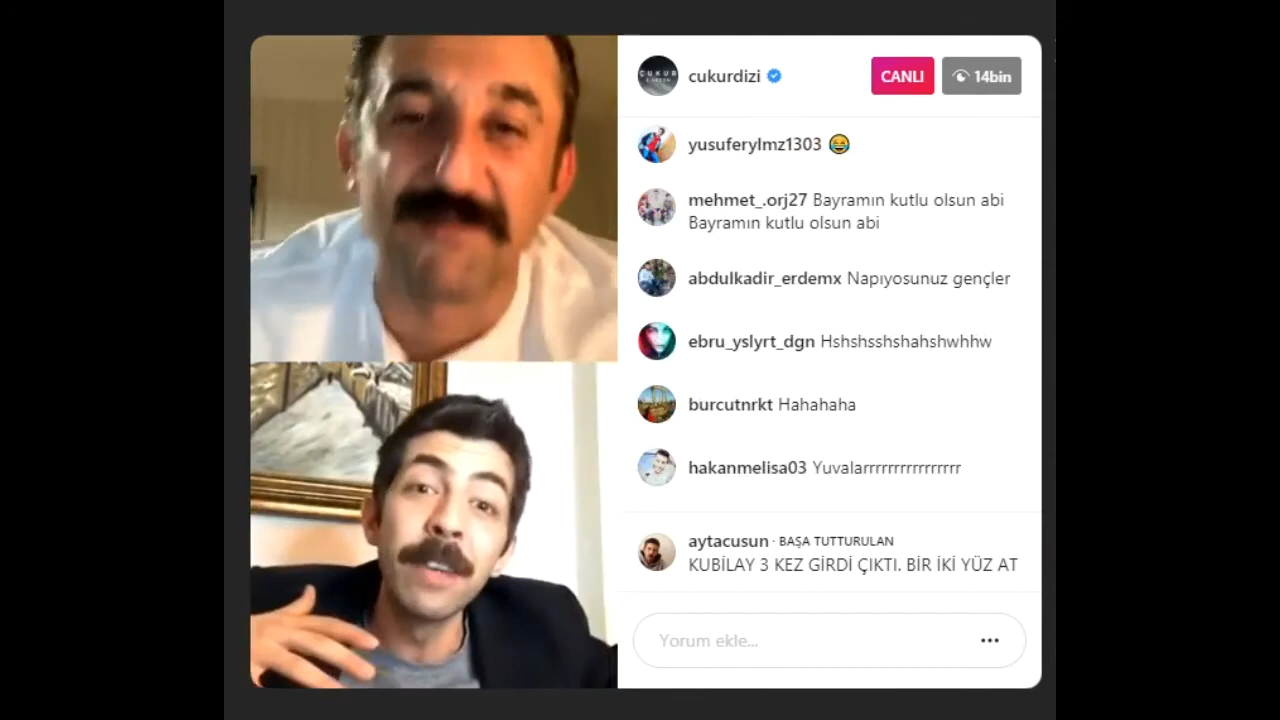 cukurdizi
CANLI
14bin
ÇUKUR
yusuferylmz1303 😂
mehmet_.orj27 Bayramın kutlu olsun abi
Bayramın kutlu olsun abi
abdulkadir_erdemx Napıyosunuz gençler
ebru_yslyrt_dgn Hshshsshshahshwhhw
burcutnrkt Hahahaha
hakanmelisa03 Yuvalarrrrrrrrrrrrrrrr
aytacusun · BAŞA TUTTURULAN
KUBİLAY 3 KEZ GİRDİ ÇIKTI. BİR İKİ YÜZ AT
Yorum ekle...